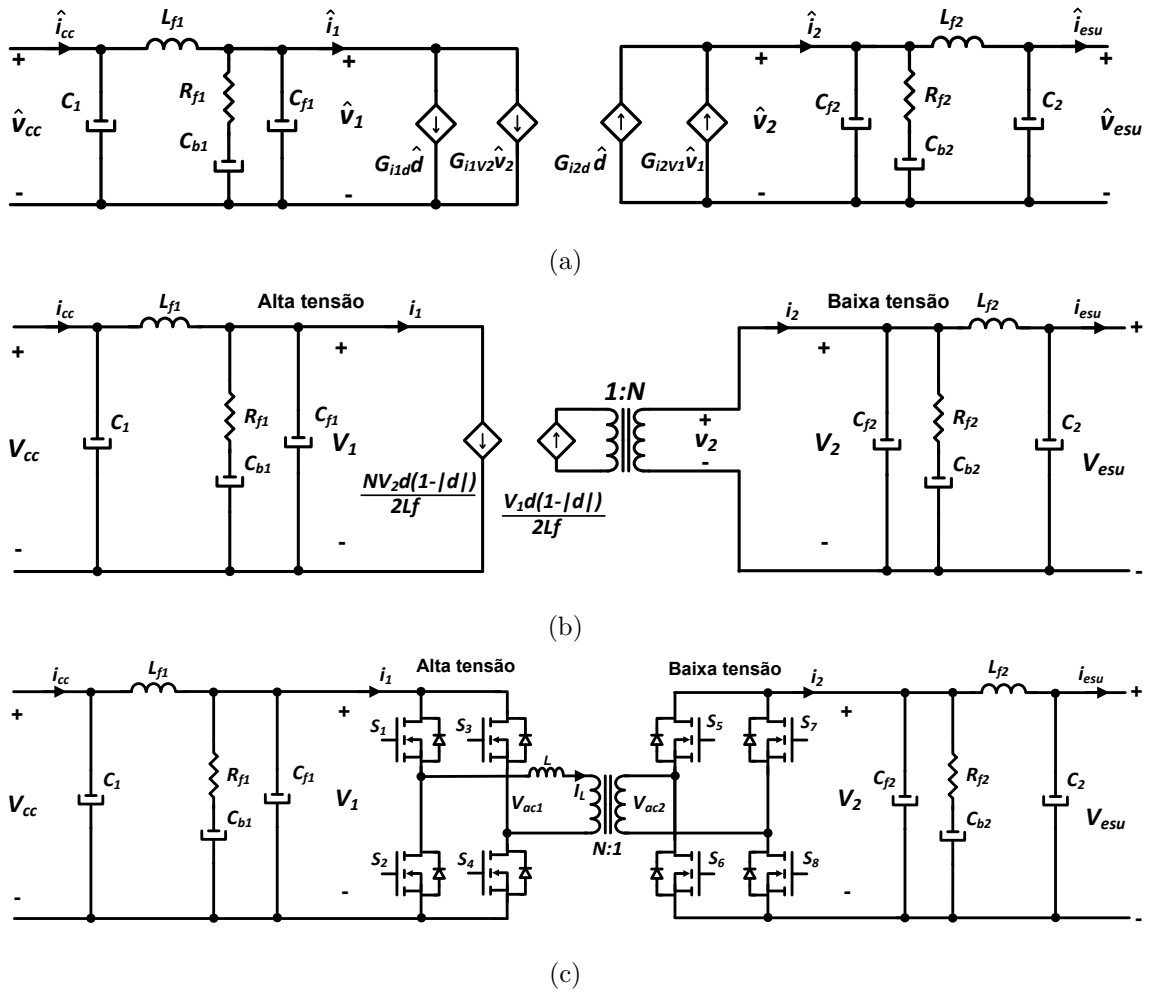 î_cc L_f1 î_1 î_2 L_f2 î_esu
+ + + +
C_1 R_f1 C_f1 C_f2 R_f2 C_2
v̂_cc v̂_1 v̂_2 v̂_esu
C_b1 G_i1d d̂ G_i1V2 v̂_2 G_i2d d̂ G_i2V1 v̂_1 C_b2
- - - -
(a)
i_cc L_f1 Alta tensão i_1 Baixa tensão i_2 L_f2 i_esu
+ + + +
1:N
C_1 R_f1 C_f1 + C_f2 R_f2 C_2
V_cc V_1 v_2 V_2 V_esu
C_b1 - C_b2
NV_2d(1-|d|)
2Lf
V_1d(1-|d|)
2Lf
- - - -
(b)
i_cc L_f1 i_1 Alta tensão Baixa tensão i_2 L_f2 i_esu
+ + + +
S_1 S_3 S_5 S_7
C_1 R_f1 C_f1 L C_f2 R_f2 C_2
V_cc V_1 V_ac1 I_L V_ac2 V_2 V_esu
C_b1 N:1 C_b2
S_2 S_4 S_6 S_8
- - - -
(c)